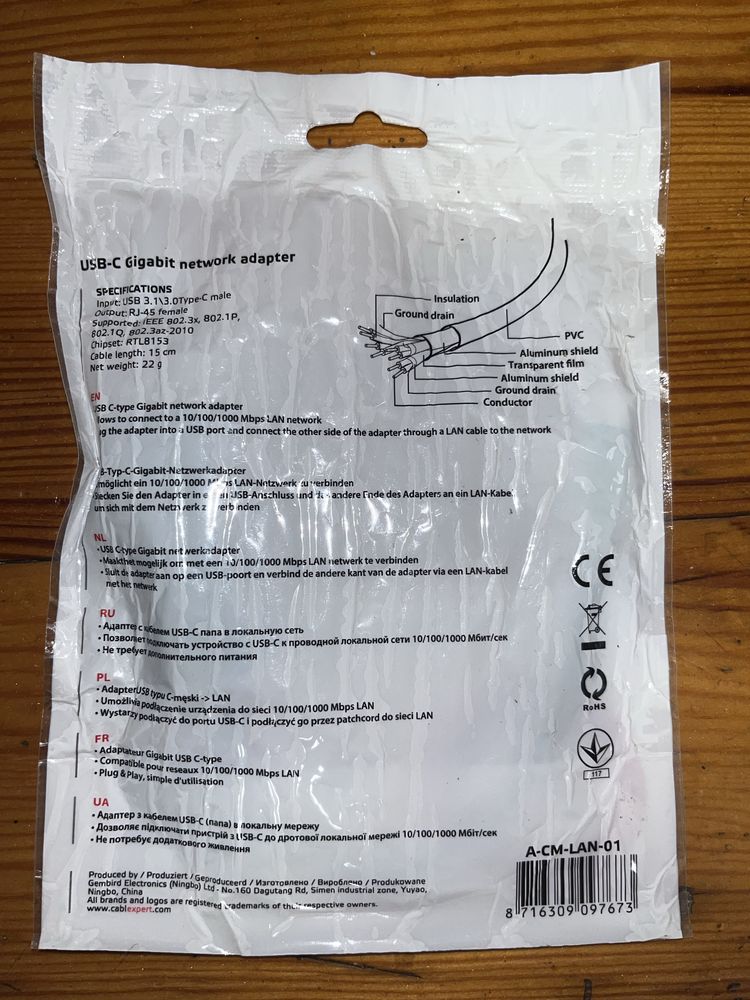 USB-C Gigabit network adapter
SPECIFICATIONS
Input: USB 3.1\3.0Type-C male
Output: RJ-45 female
Supported: IEEE 802.3x, 802.1P,
802.1Q, 802.3az-2010
Chipset: RTL8153
Cable length: 15 cm
Net weight: 22 g
Insulation
Ground drain
PVC
Aluminum shield
Transparent film
Aluminum shield
Ground drain
Conductor
EN
USB C-type Gigabit network adapter
lows to connect to a 10/100/1000 Mbps LAN network
ug the adapter into a USB port and connect the other side of the adapter through a LAN cable to the network
B-Typ-C-Gigabit-Netzwerkadapter
möglicht ein 10/100/1000 Mbps LAN-Netzwerk zu verbinden
ecken Sie den Adapter in einen USB-Anschluss und das andere Ende des Adapters an ein LAN-Kabel
um sich mit dem Netzwerk zu verbinden
NL
• USB C-type Gigabit netwerkadapter
• Maakt het mogelijk om met een 10/100/1000 Mbps LAN netwerk te verbinden
• Sluit de adapter aan op een USB-poort en verbind de andere kant van de adapter via een LAN-kabel
met het netwerk
RU
• Адаптер с кабелем USB-C папа в локальную сеть
• Позволяет подключать устройство с USB-C к проводной локальной сети 10/100/1000 Мбит/сек
• Не требует дополнительного питания
PL
• Adapter USB typu C-męski -> LAN
• Umożliwia podłączenie urządzenia do sieci 10/100/1000 Mbps LAN
• Wystarzy podłączyć do portu USB-C i podłączyć go przez patchcord do sieci LAN
FR
• Adaptateur Gigabit USB C-type
• Compatible pour reseaux 10/100/1000 Mbps LAN
• Plug & Play, simple d'utilisation
UA
• Адаптер з кабелем USB-C (папа) в локальну мережу
• Дозволяє підключати пристрій з USB-C до дротової локальної мережі 10/100/1000 Мбіт/сек
• Не потребує додаткового живлення
CE
RoHS
117
Produced by / Produziert / Geproduceerd / Изготовлено / Вироблено / Produkowane
Gembird Electronics (Ningbo) Ltd - No.160 Dagutang Rd, Simen industrial zone, Yuyao,
Ningbo, China
All brands and logos are registered trademarks of their respective owners.
www.cablexpert.com
A-CM-LAN-01
8 716309 097673